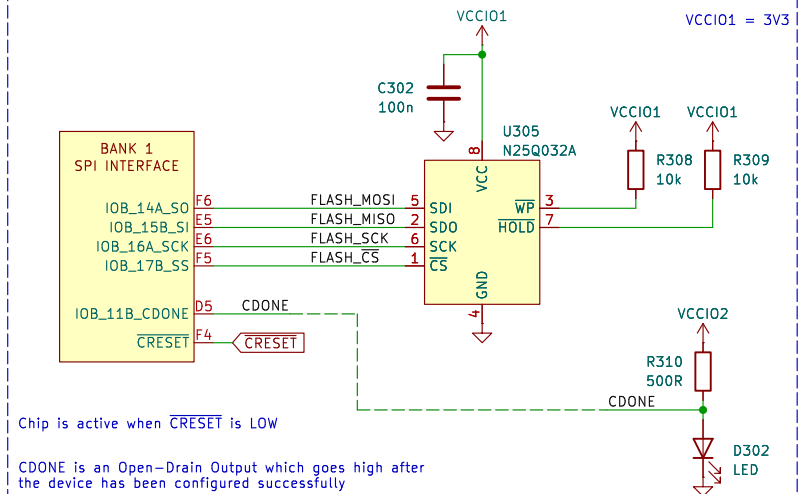 VCCIO1
VCCIO1 = 3V3
C302
100n
U305
N25Q032A
VCCIO1
VCCIO1
BANK 1
SPI INTERFACE
8
VCC
R308
10k
R309
10k
IOB_14A_SO
F6
FLASH_MOSI
5
SDI
WP
3
IOB_15B_SI
E5
FLASH_MISO
2
SDO
HOLD
7
IOB_16A_SCK
E6
FLASH_SCK
6
SCK
IOB_17B_SS
F5
FLASH_CS
1
CS
GND
4
IOB_11B_CDONE
D5
CDONE
VCCIO2
CRESET
F4
CRESET
R310
500R
CDONE
Chip is active when CRESET is LOW
D302
LED
CDONE is an Open-Drain Output which goes high after
the device has been configured successfully